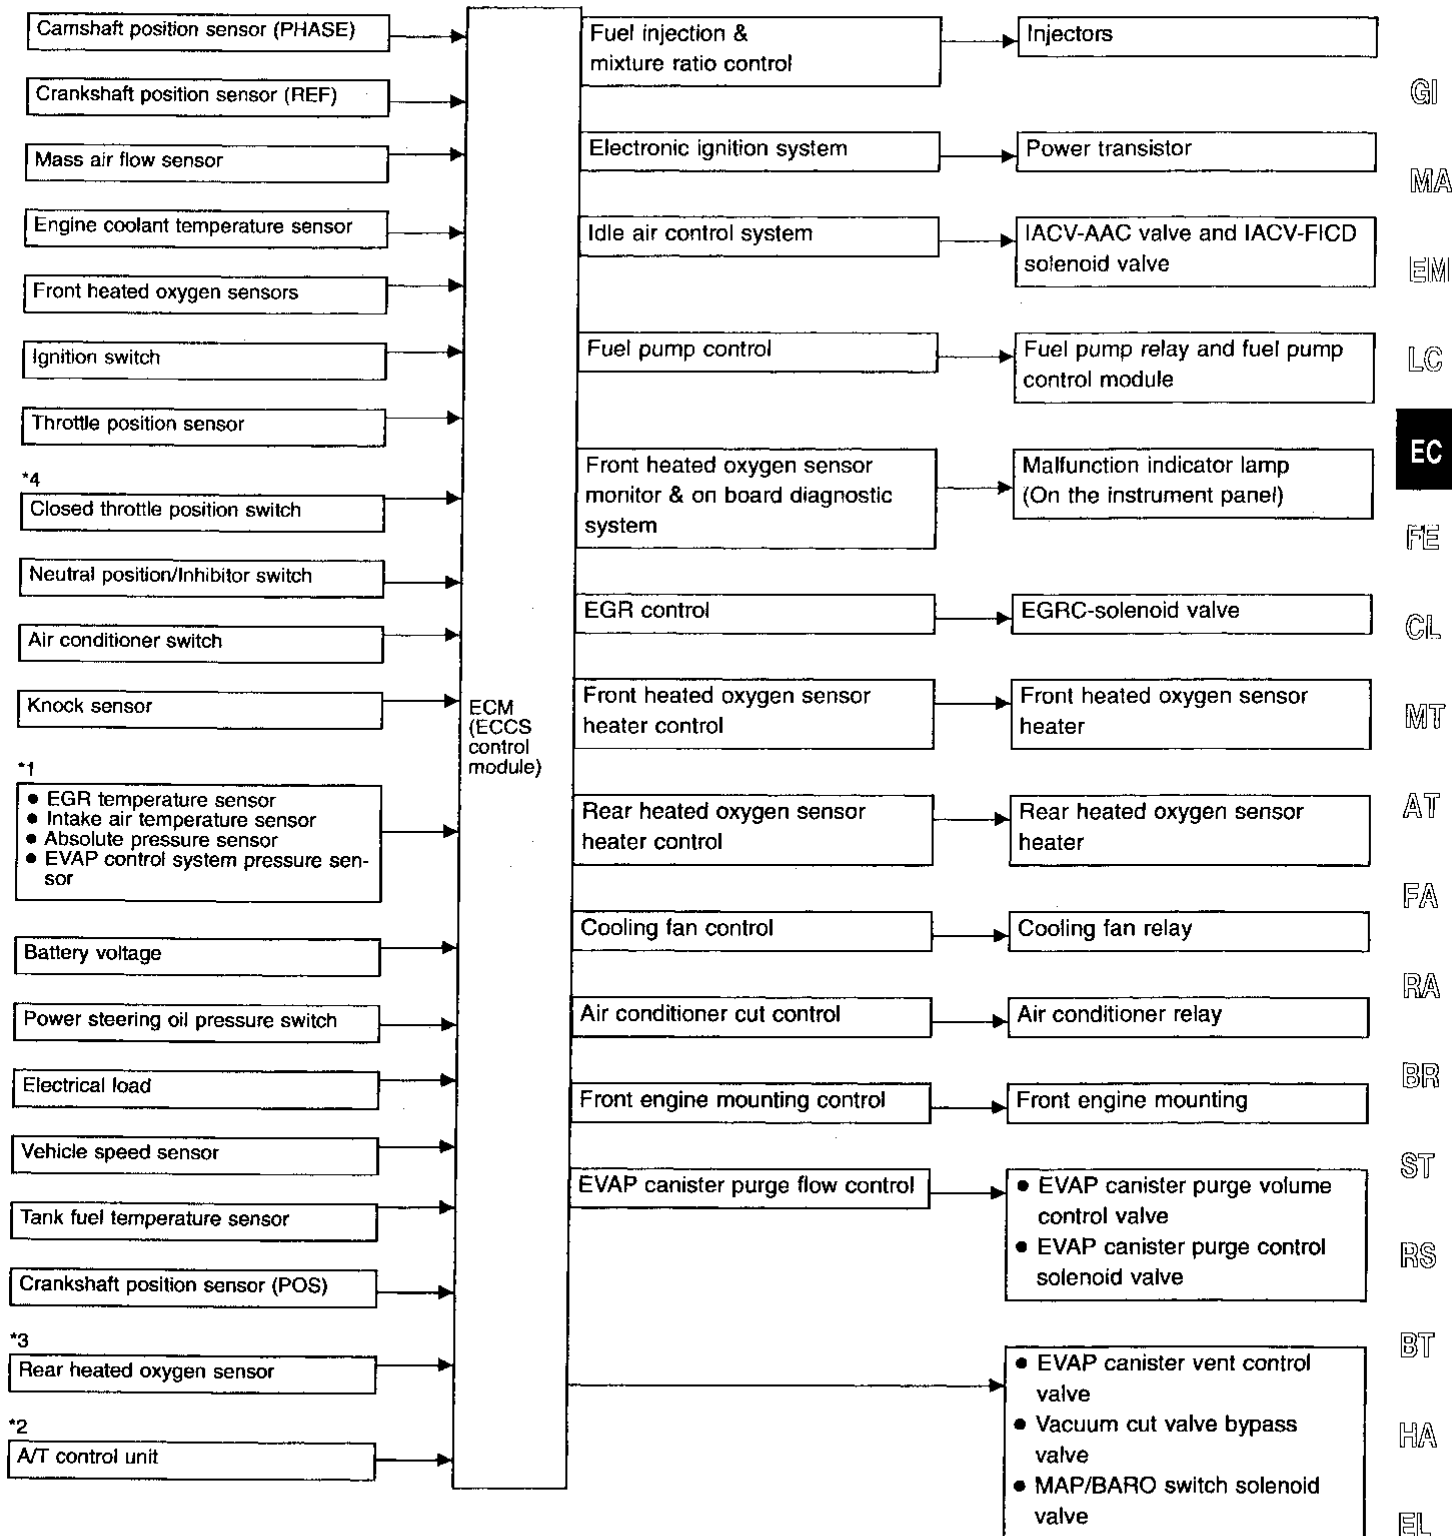 Camshaft position sensor (PHASE)
Crankshaft position sensor (REF)
Mass air flow sensor
Engine coolant temperature sensor
Front heated oxygen sensors
Ignition switch
Throttle position sensor
*4
Closed throttle position switch
Neutral position/Inhibitor switch
Air conditioner switch
Knock sensor
*1
● EGR temperature sensor
● Intake air temperature sensor
● Absolute pressure sensor
● EVAP control system pressure sen-
sor
Battery voltage
Power steering oil pressure switch
Electrical load
Vehicle speed sensor
Tank fuel temperature sensor
Crankshaft position sensor (POS)
*3
Rear heated oxygen sensor
*2
A/T control unit
ECM
(ECCS
control
module)
Fuel injection &
mixture ratio control
Injectors
Electronic ignition system
Power transistor
Idle air control system
IACV-AAC valve and IACV-FICD
solenoid valve
Fuel pump control
Fuel pump relay and fuel pump
control module
Front heated oxygen sensor
monitor & on board diagnostic
system
Malfunction indicator lamp
(On the instrument panel)
EGR control
EGRC-solenoid valve
Front heated oxygen sensor
heater control
Front heated oxygen sensor
heater
Rear heated oxygen sensor
heater control
Rear heated oxygen sensor
heater
Cooling fan control
Cooling fan relay
Air conditioner cut control
Air conditioner relay
Front engine mounting control
Front engine mounting
EVAP canister purge flow control
● EVAP canister purge volume
control valve
● EVAP canister purge control
solenoid valve
● EVAP canister vent control
valve
● Vacuum cut valve bypass
valve
● MAP/BARO switch solenoid
valve
GI
MA
EM
LC
EC
FE
CL
MT
AT
FA
RA
BR
ST
RS
BT
HA
EL